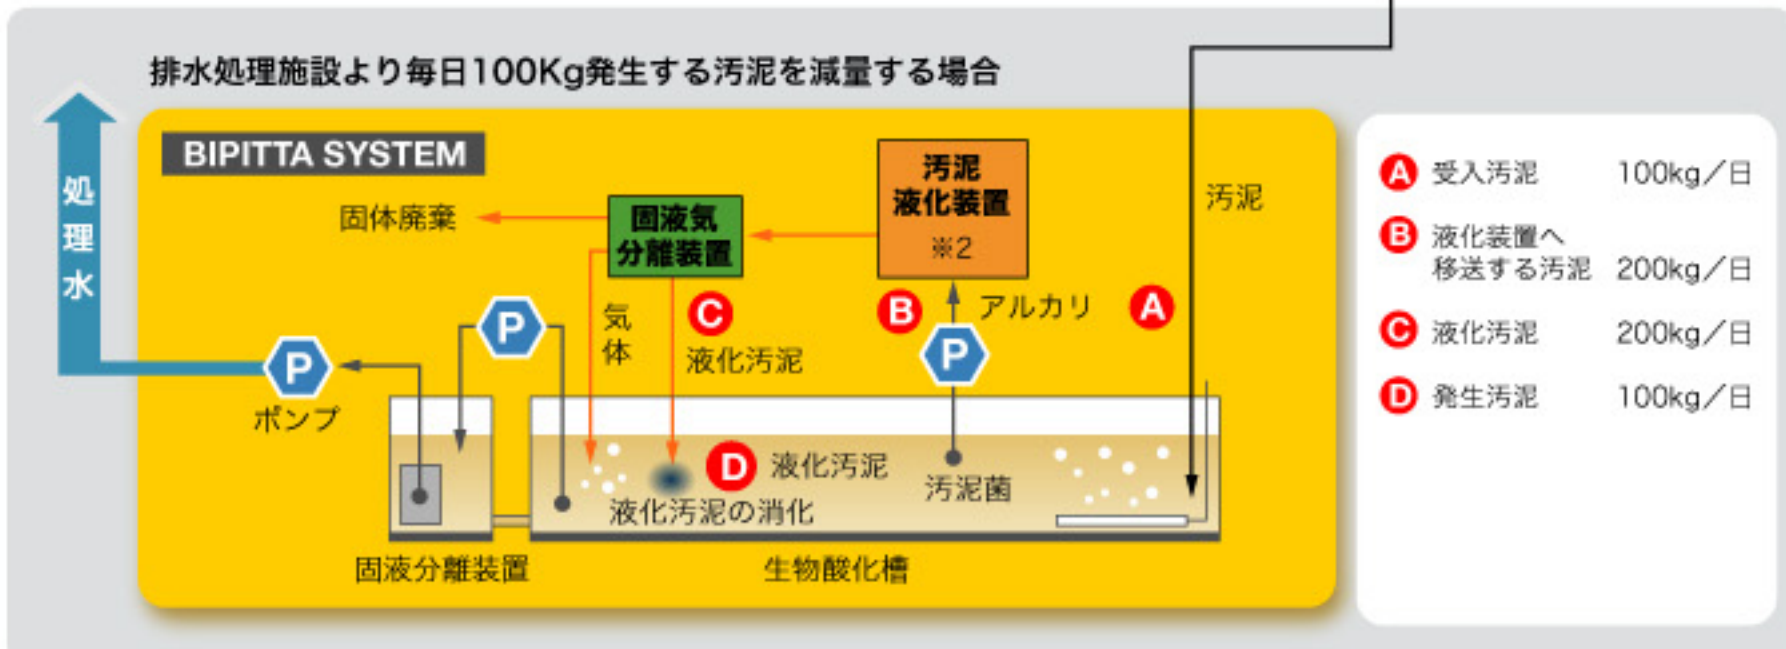 排水処理施設より毎日100Kg発生する汚泥を減量する場合
BIPITTA SYSTEM
処理水
固体廃棄
固液気
分離装置
汚泥
液化装置
※2
汚泥
気体
C
液化汚泥
B
アルカリ
A
P
P
P
ポンプ
D
液化汚泥
液化汚泥の消化
汚泥菌
固液分離装置
生物酸化槽
A 受入汚泥 100kg／日
B 液化装置へ
移送する汚泥 200kg／日
C 液化汚泥 200kg／日
D 発生汚泥 100kg／日